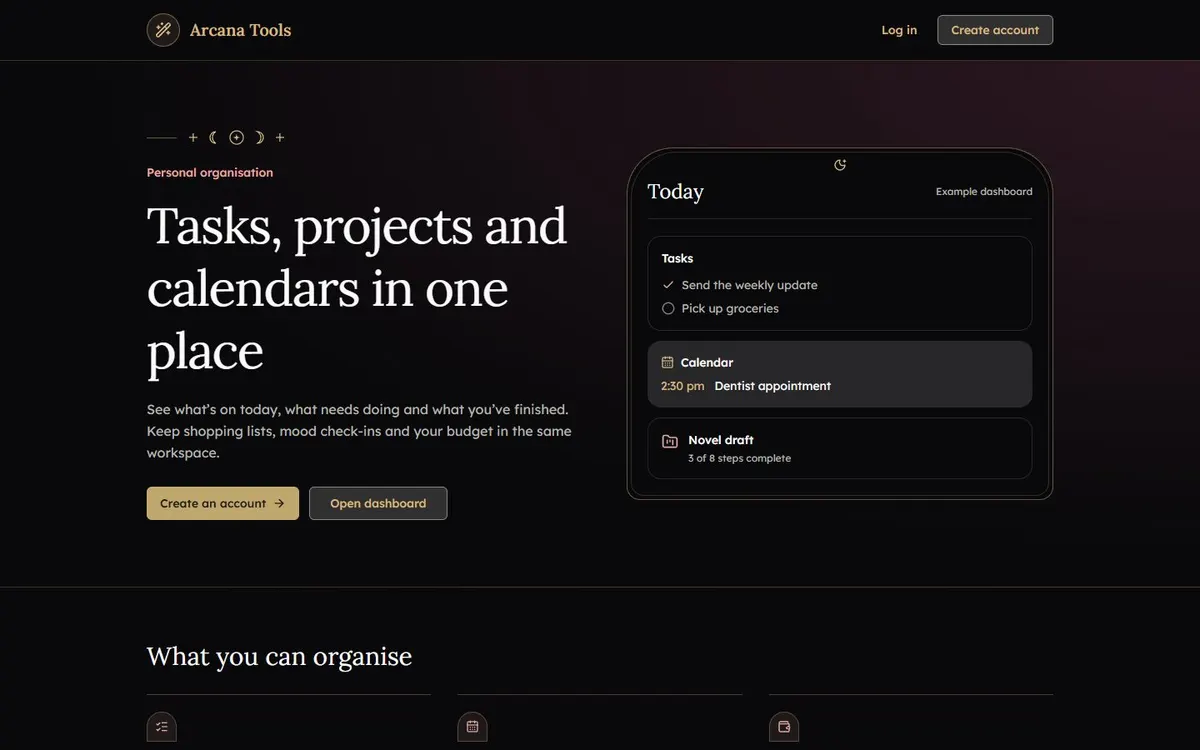 Arcana Tools
Log in
Create account
Personal organisation
Tasks, projects and
calendars in one
place
See what’s on today, what needs doing and what you’ve finished.
Keep shopping lists, mood check-ins and your budget in the same
workspace.
Create an account →
Open dashboard
Today
Example dashboard
Tasks
Send the weekly update
Pick up groceries
Calendar
2:30 pm Dentist appointment
Novel draft
3 of 8 steps complete
What you can organise